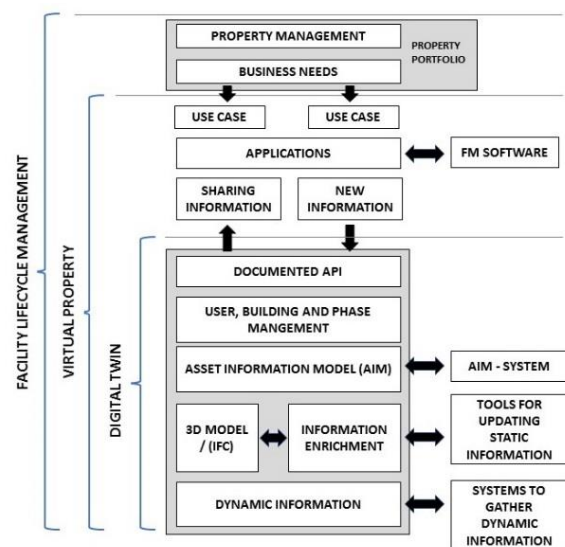 FACILITY LIFECYCLE MANAGEMENT
VIRTUAL PROPERTY
DIGITAL TWIN
PROPERTY MANAGEMENT
BUSINESS NEEDS
PROPERTY
PORTFOLIO
USE CASE
USE CASE
APPLICATIONS
FM SOFTWARE
SHARING
INFORMATION
NEW
INFORMATION
DOCUMENTED API
USER, BUILDING AND PHASE
MANGEMENT
ASSET INFORMATION MODEL (AIM)
AIM - SYSTEM
3D MODEL
/ (IFC)
INFORMATION
ENRICHMENT
TOOLS FOR
UPDATING
STATIC
INFORMATION
DYNAMIC INFORMATION
SYSTEMS TO
GATHER
DYNAMIC
INFORMATION